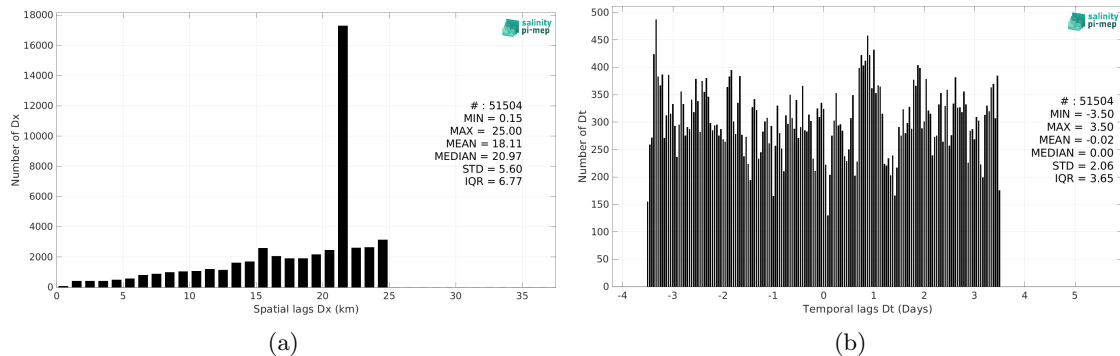 18000
16000
14000
12000
10000
8000
6000
4000
2000
0
Number of Dx
salinity
pi-mep
# : 51504
MIN = 0.15
MAX = 25.00
MEAN = 18.11
MEDIAN = 20.97
STD = 5.60
IQR = 6.77
0 5 10 15 20 25 30 35
Spatial lags Dx (km)
(a)
500
450
400
350
300
250
200
150
100
50
0
Number of Dt
salinity
pi-mep
# : 51504
MIN = -3.50
MAX = 3.50
MEAN = -0.02
MEDIAN = 0.00
STD = 2.06
IQR = 3.65
-4 -3 -2 -1 0 1 2 3 4 5
Temporal lags Dt (Days)
(b)